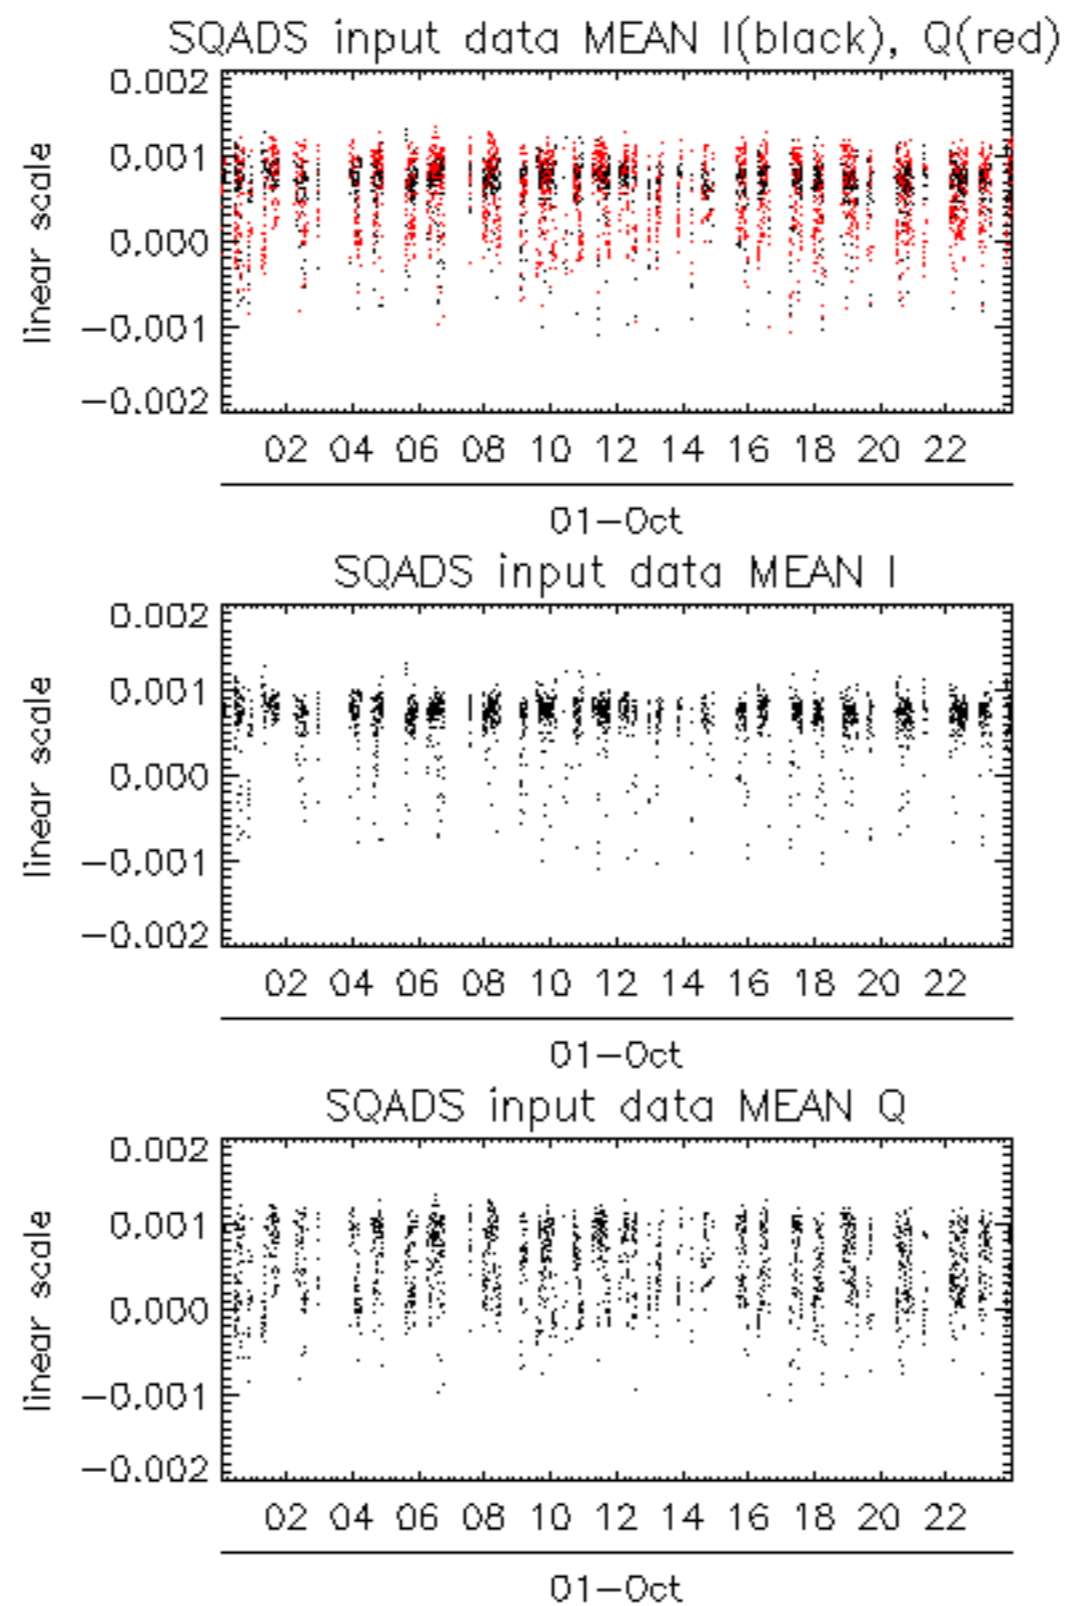 SQADS input data MEAN I(black), Q(red)
0.002
0.001
0.000
−0.001
−0.002
linear scale
02 04 06 08 10 12 14 16 18 20 22
01−Oct
SQADS input data MEAN I
0.002
0.001
0.000
−0.001
−0.002
linear scale
02 04 06 08 10 12 14 16 18 20 22
01−Oct
SQADS input data MEAN Q
0.002
0.001
0.000
−0.001
−0.002
linear scale
02 04 06 08 10 12 14 16 18 20 22
01−Oct